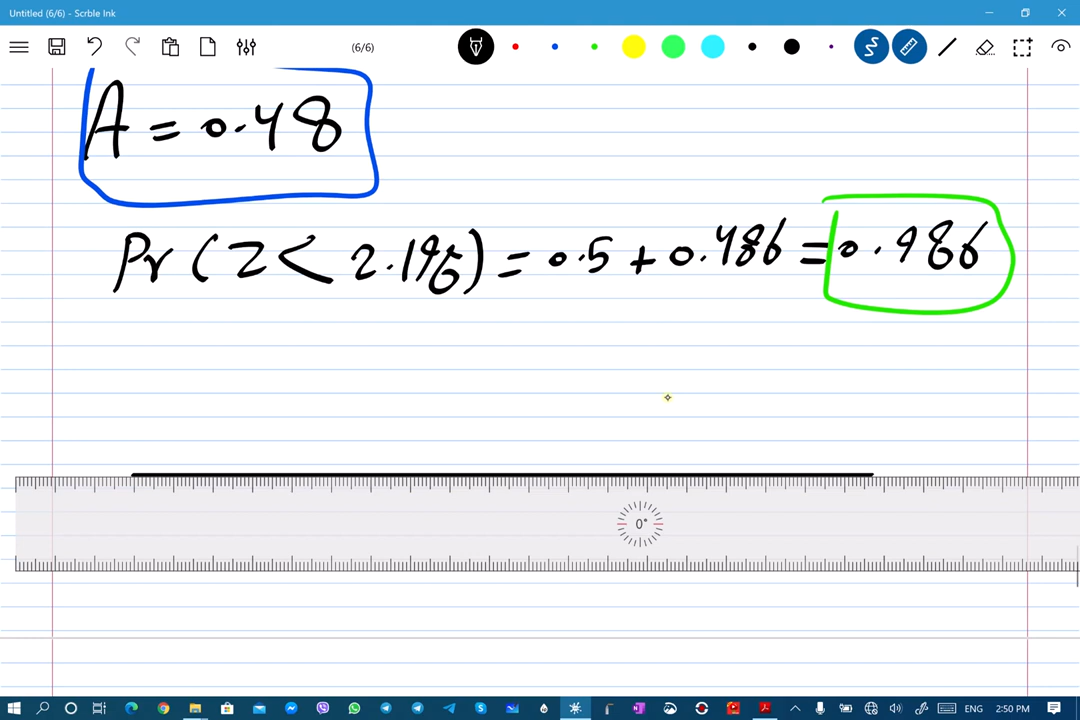 Untitled (6/6) - Scrble Ink
(6/6)
A = 0.48
Pr ( Z < 2.196 ) = 0.5 + 0.486 = 0.986
0°
ENG 2:50 PM